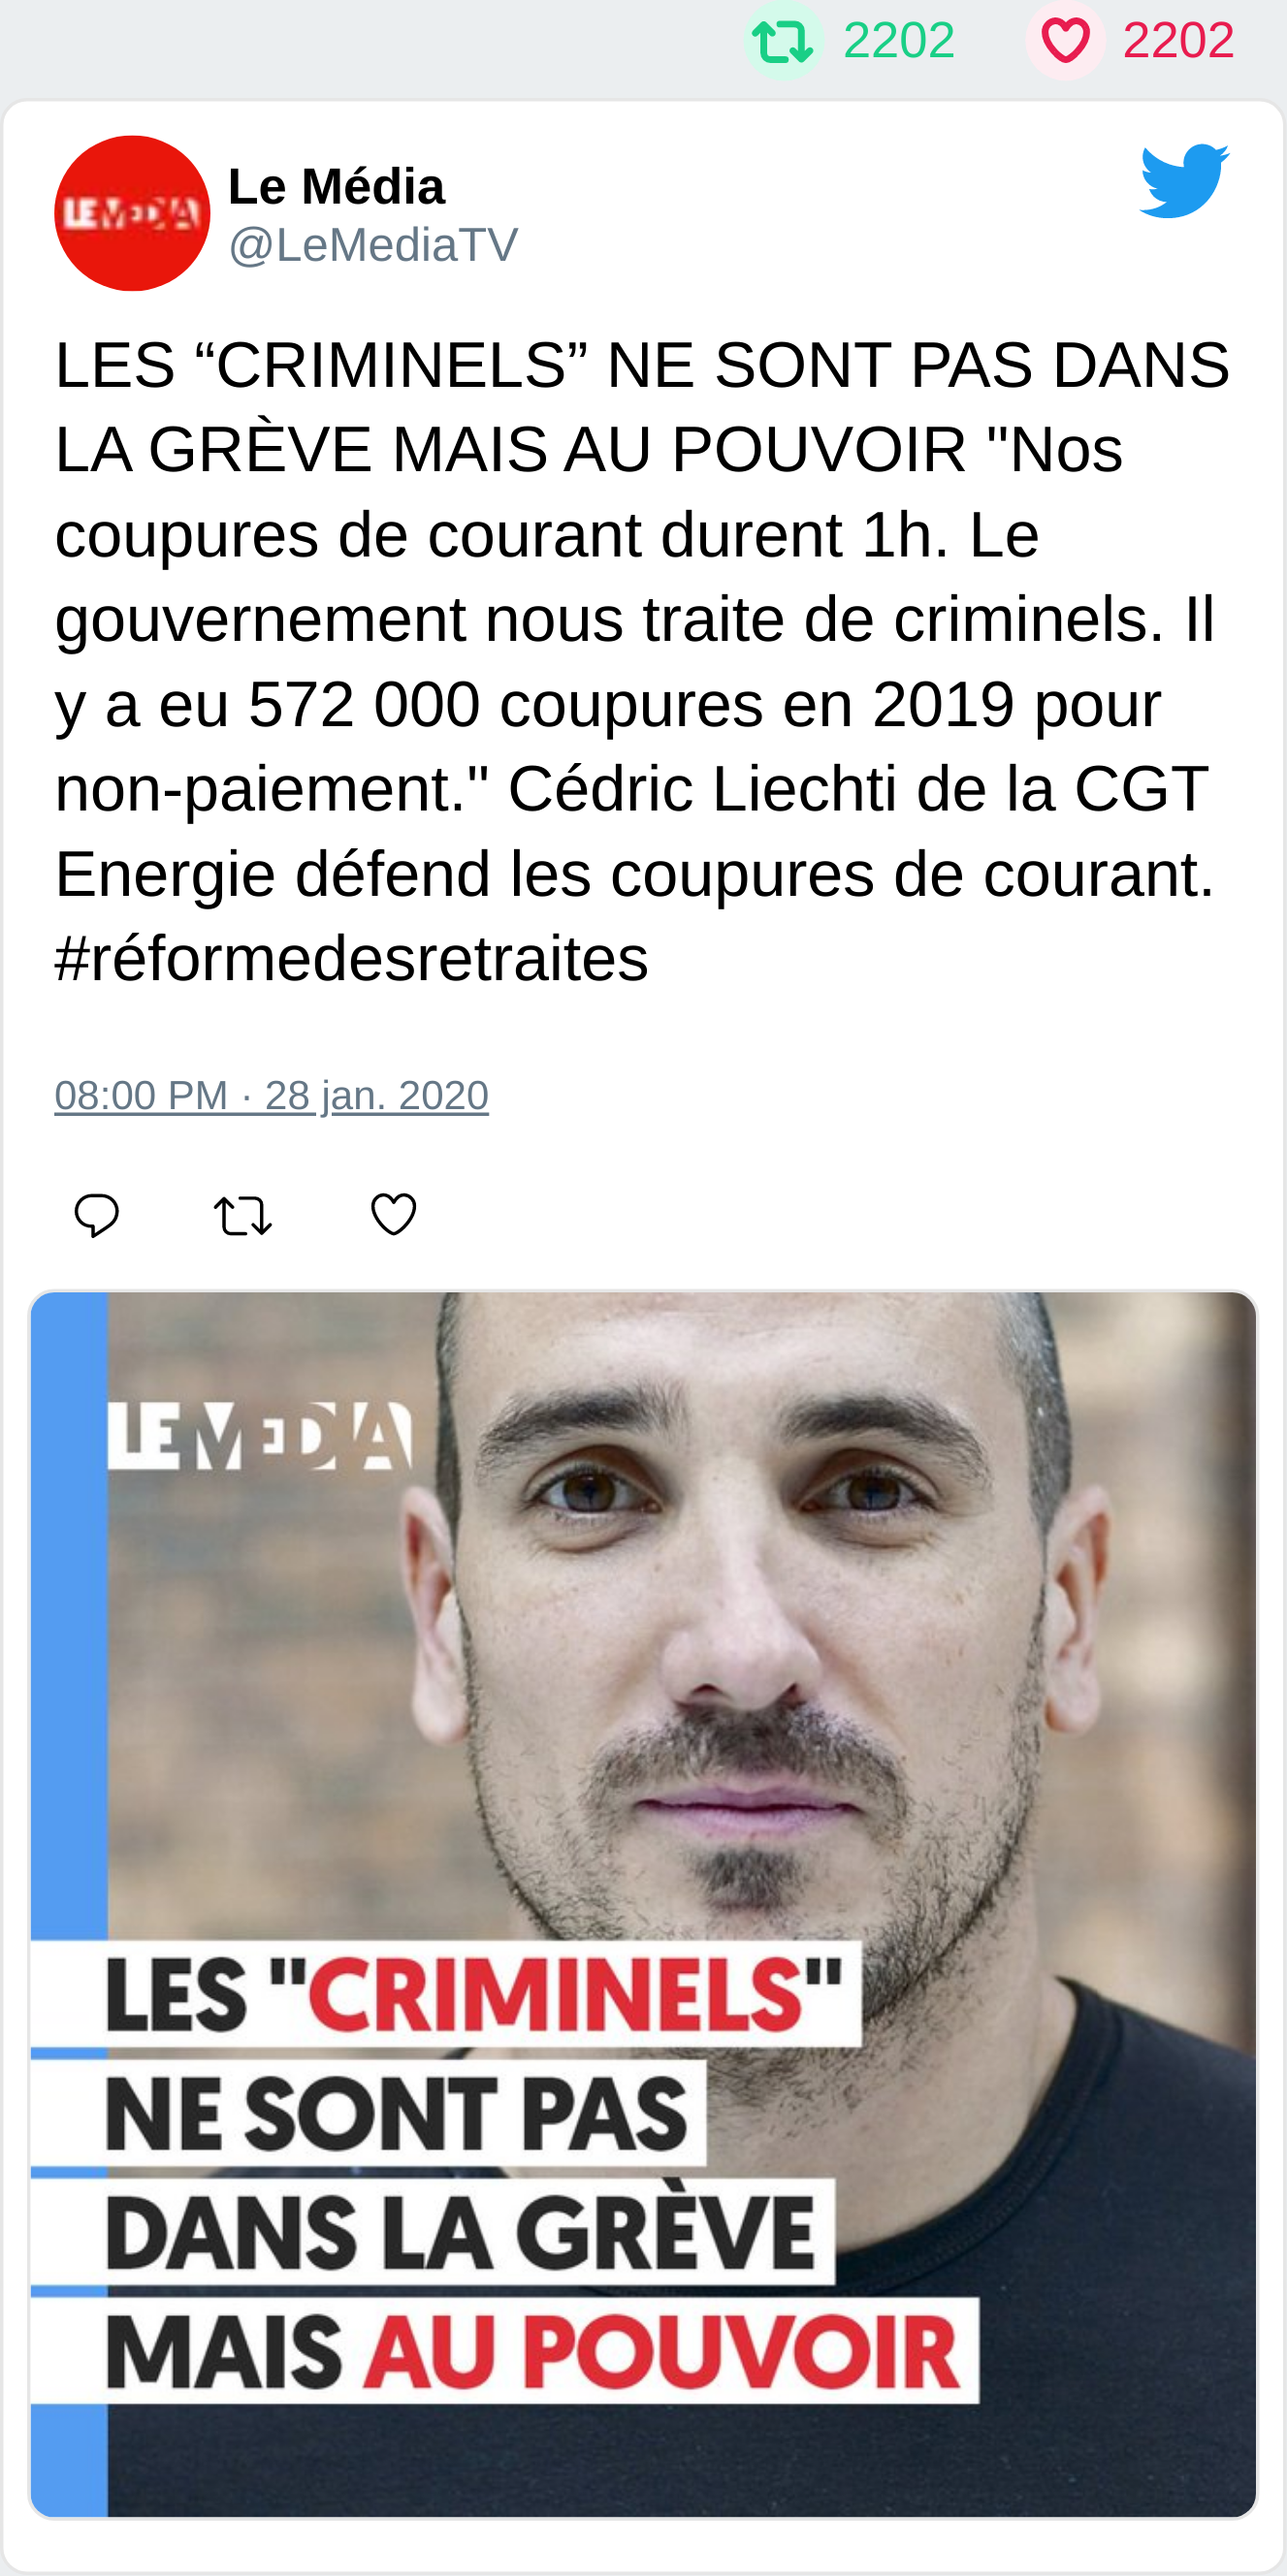 2202 2202
LE MEDIA
Le Média
@LeMediaTV
LES “CRIMINELS” NE SONT PAS DANS
LA GRÈVE MAIS AU POUVOIR "Nos
coupures de courant durent 1h. Le
gouvernement nous traite de criminels. Il
y a eu 572 000 coupures en 2019 pour
non-paiement." Cédric Liechti de la CGT
Energie défend les coupures de courant.
#réformedesretraites
08:00 PM · 28 jan. 2020
LE MEDIA
LES "CRIMINELS"
NE SONT PAS
DANS LA GRÈVE
MAIS AU POUVOIR